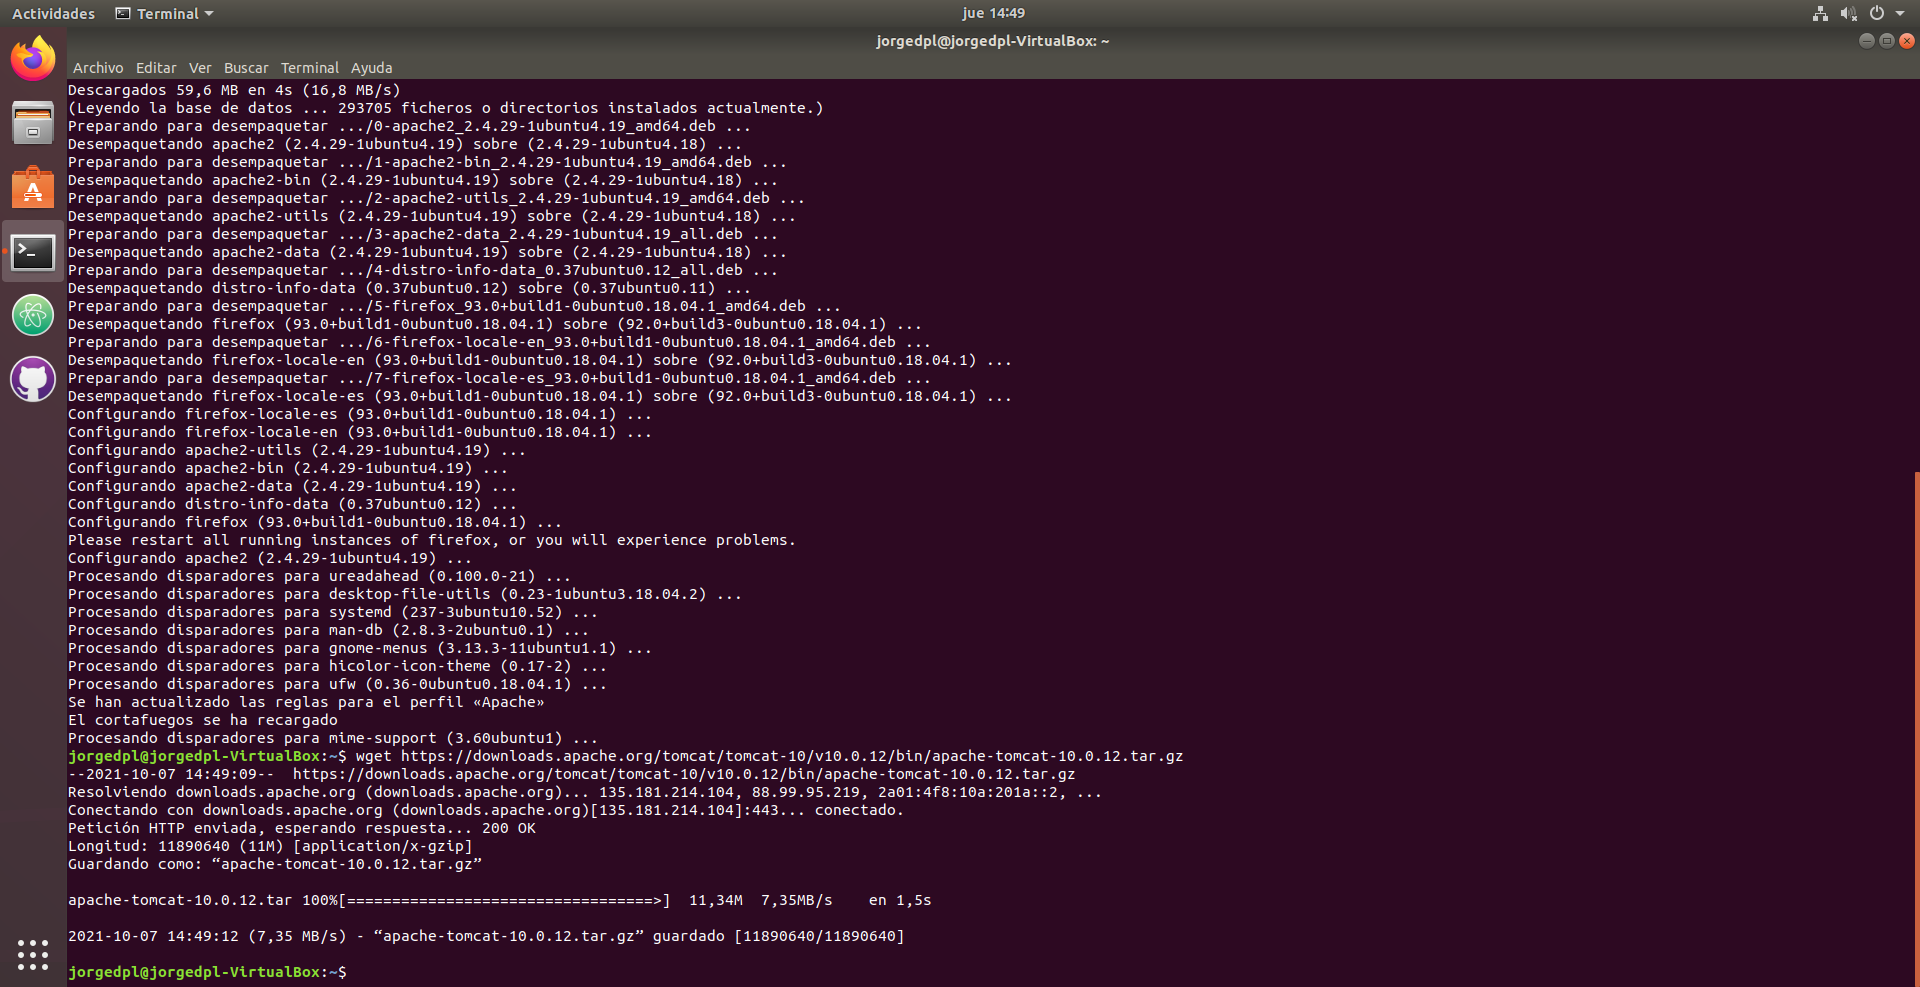 Actividades Terminal jue 14:49
jorgedpl@jorgedpl-VirtualBox: ~
Archivo Editar Ver Buscar Terminal Ayuda
Descargados 59,6 MB en 4s (16,8 MB/s)
(Leyendo la base de datos ... 293705 ficheros o directorios instalados actualmente.)
Preparando para desempaquetar .../0-apache2_2.4.29-1ubuntu4.19_amd64.deb ...
Desempaquetando apache2 (2.4.29-1ubuntu4.19) sobre (2.4.29-1ubuntu4.18) ...
Preparando para desempaquetar .../1-apache2-bin_2.4.29-1ubuntu4.19_amd64.deb ...
Desempaquetando apache2-bin (2.4.29-1ubuntu4.19) sobre (2.4.29-1ubuntu4.18) ...
Preparando para desempaquetar .../2-apache2-utils_2.4.29-1ubuntu4.19_amd64.deb ...
Desempaquetando apache2-utils (2.4.29-1ubuntu4.19) sobre (2.4.29-1ubuntu4.18) ...
Preparando para desempaquetar .../3-apache2-data_2.4.29-1ubuntu4.19_all.deb ...
Desempaquetando apache2-data (2.4.29-1ubuntu4.19) sobre (2.4.29-1ubuntu4.18) ...
Preparando para desempaquetar .../4-distro-info-data_0.37ubuntu0.12_all.deb ...
Desempaquetando distro-info-data (0.37ubuntu0.12) sobre (0.37ubuntu0.11) ...
Preparando para desempaquetar .../5-firefox_93.0+build1-0ubuntu0.18.04.1_amd64.deb ...
Desempaquetando firefox (93.0+build1-0ubuntu0.18.04.1) sobre (92.0+build3-0ubuntu0.18.04.1) ...
Preparando para desempaquetar .../6-firefox-locale-en_93.0+build1-0ubuntu0.18.04.1_amd64.deb ...
Desempaquetando firefox-locale-en (93.0+build1-0ubuntu0.18.04.1) sobre (92.0+build3-0ubuntu0.18.04.1) ...
Preparando para desempaquetar .../7-firefox-locale-es_93.0+build1-0ubuntu0.18.04.1_amd64.deb ...
Desempaquetando firefox-locale-es (93.0+build1-0ubuntu0.18.04.1) sobre (92.0+build3-0ubuntu0.18.04.1) ...
Configurando firefox-locale-es (93.0+build1-0ubuntu0.18.04.1) ...
Configurando firefox-locale-en (93.0+build1-0ubuntu0.18.04.1) ...
Configurando apache2-utils (2.4.29-1ubuntu4.19) ...
Configurando apache2-bin (2.4.29-1ubuntu4.19) ...
Configurando apache2-data (2.4.29-1ubuntu4.19) ...
Configurando distro-info-data (0.37ubuntu0.12) ...
Configurando firefox (93.0+build1-0ubuntu0.18.04.1) ...
Please restart all running instances of firefox, or you will experience problems.
Configurando apache2 (2.4.29-1ubuntu4.19) ...
Procesando disparadores para ureadahead (0.100.0-21) ...
Procesando disparadores para desktop-file-utils (0.23-1ubuntu3.18.04.2) ...
Procesando disparadores para systemd (237-3ubuntu10.52) ...
Procesando disparadores para man-db (2.8.3-2ubuntu0.1) ...
Procesando disparadores para gnome-menus (3.13.3-11ubuntu1.1) ...
Procesando disparadores para hicolor-icon-theme (0.17-2) ...
Procesando disparadores para ufw (0.36-0ubuntu0.18.04.1) ...
Se han actualizado las reglas para el perfil «Apache»
El cortafuegos se ha recargado
Procesando disparadores para mime-support (3.60ubuntu1) ...
jorgedpl@jorgedpl-VirtualBox:~$ wget https://downloads.apache.org/tomcat/tomcat-10/v10.0.12/bin/apache-tomcat-10.0.12.tar.gz
--2021-10-07 14:49:09--  https://downloads.apache.org/tomcat/tomcat-10/v10.0.12/bin/apache-tomcat-10.0.12.tar.gz
Resolviendo downloads.apache.org (downloads.apache.org)... 135.181.214.104, 88.99.95.219, 2a01:4f8:10a:201a::2, ...
Conectando con downloads.apache.org (downloads.apache.org)[135.181.214.104]:443... conectado.
Petición HTTP enviada, esperando respuesta... 200 OK
Longitud: 11890640 (11M) [application/x-gzip]
Guardando como: “apache-tomcat-10.0.12.tar.gz”
apache-tomcat-10.0.12.tar 100%[==================================>]  11,34M  7,35MB/s    en 1,5s
2021-10-07 14:49:12 (7,35 MB/s) - “apache-tomcat-10.0.12.tar.gz” guardado [11890640/11890640]
jorgedpl@jorgedpl-VirtualBox:~$